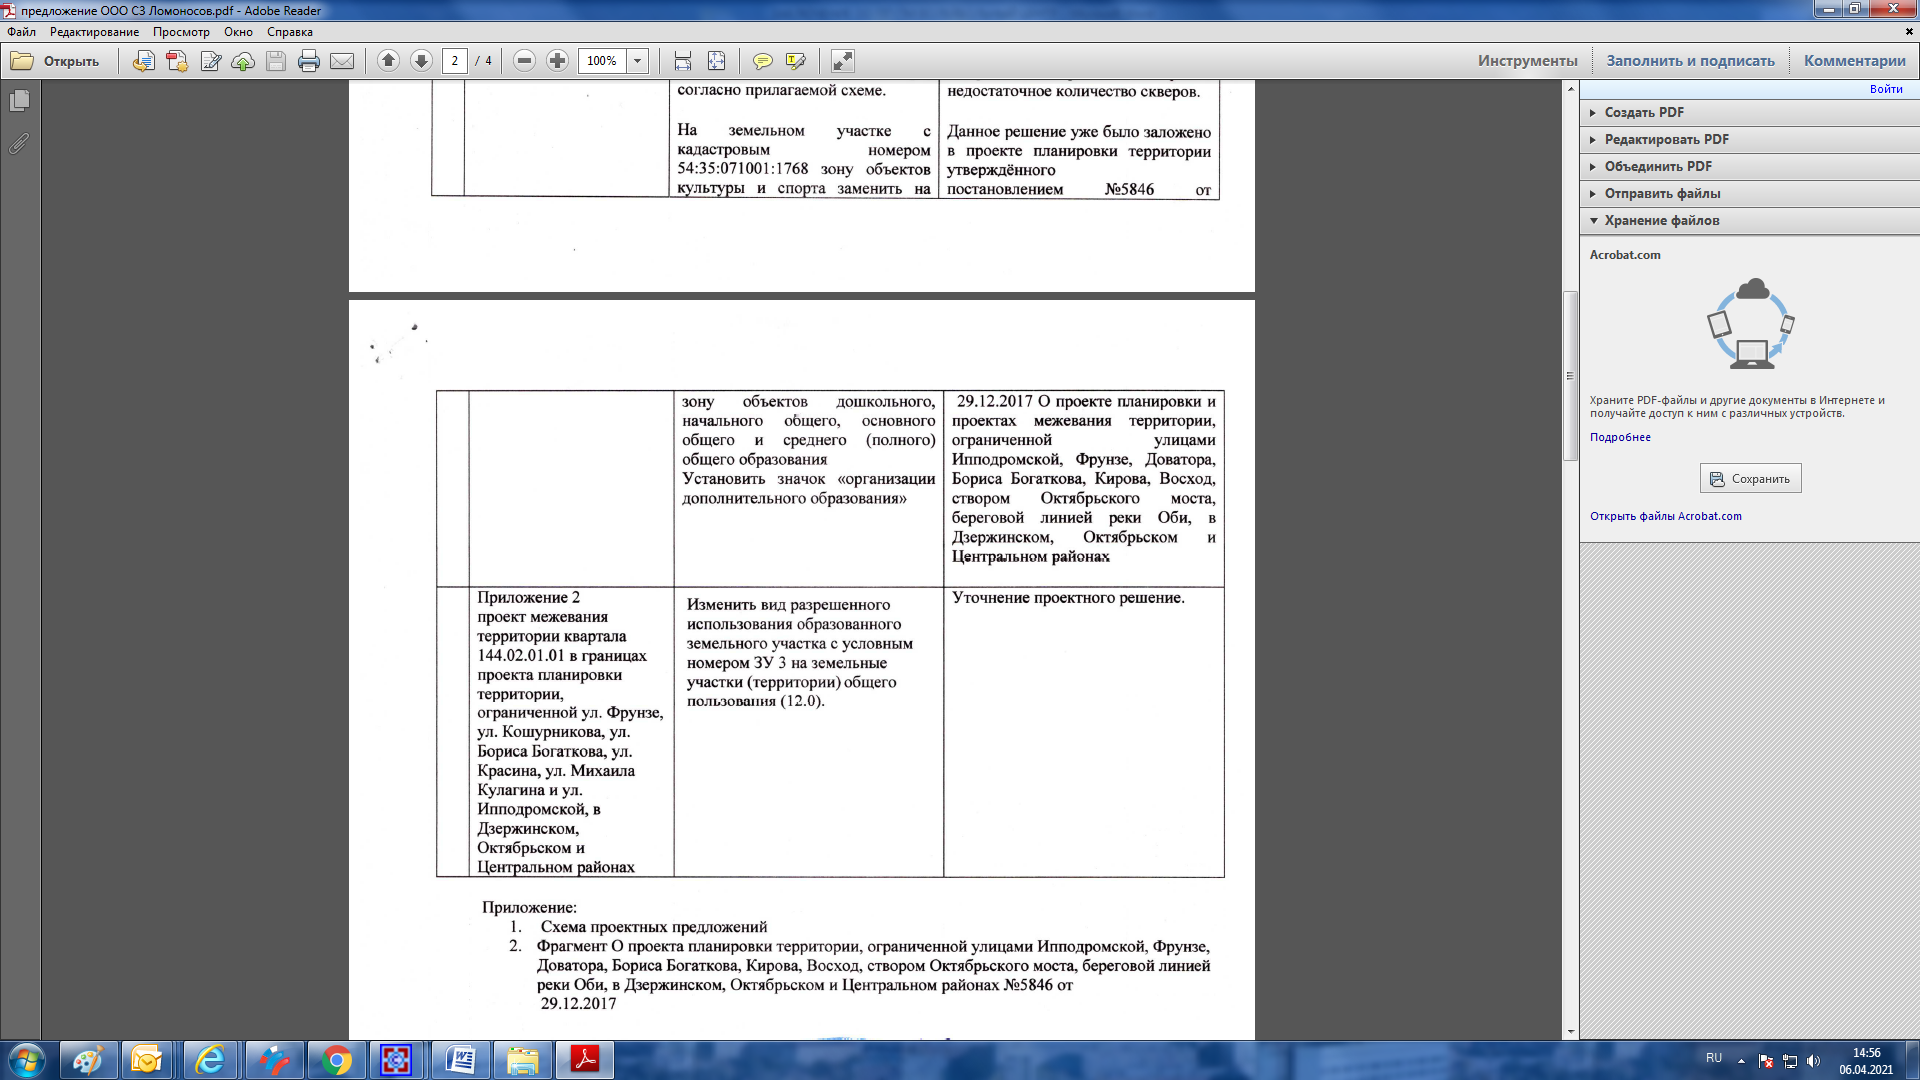 предложение ООО СЗ Ломоносов.pdf - Adobe Reader
Файл Редактирование Просмотр Окно Справка
Открыть 2 / 4 100% Инструменты Заполнить и подписать Комментарии
согласно прилагаемой схеме.
На земельном участке с
кадастровым номером
54:35:071001:1768 зону объектов
культуры и спорта заменить на
недостаточное количество скверов.
Данное решение уже было заложено
в проекте планировки территории
утверждённого
постановлением №5846 от
зону объектов дошкольного,
начального общего, основного
общего и среднего (полного)
общего образования
Установить значок «организации
дополнительного образования»
29.12.2017 О проекте планировки и
проектах межевания территории,
ограниченной улицами
Ипподромской, Фрунзе, Доватора,
Бориса Богаткова, Кирова, Восход,
створом Октябрьского моста,
береговой линией реки Оби, в
Дзержинском, Октябрьском и
Центральном районах
Приложение 2
проект межевания
территории квартала
144.02.01.01 в границах
проекта планировки
территории,
ограниченной ул. Фрунзе,
ул. Кошурникова, ул.
Бориса Богаткова, ул.
Красина, ул. Михаила
Кулагина и ул.
Ипподромской, в
Дзержинском,
Октябрьском и
Центральном районах
Изменить вид разрешенного
использования образованного
земельного участка с условным
номером ЗУ 3 на земельные
участки (территории) общего
пользования (12.0).
Уточнение проектного решение.
Приложение:
1. Схема проектных предложений
2. Фрагмент О проекта планировки территории, ограниченной улицами Ипподромской, Фрунзе,
Доватора, Бориса Богаткова, Кирова, Восход, створом Октябрьского моста, береговой линией
реки Оби, в Дзержинском, Октябрьском и Центральном районах №5846 от
29.12.2017
Войти
Создать PDF
Редактировать PDF
Объединить PDF
Отправить файлы
Хранение файлов
Acrobat.com
Храните PDF-файлы и другие документы в Интернете и
получайте доступ к ним с различных устройств.
Подробнее
Сохранить
Открыть файлы Acrobat.com
RU
14:56
06.04.2021